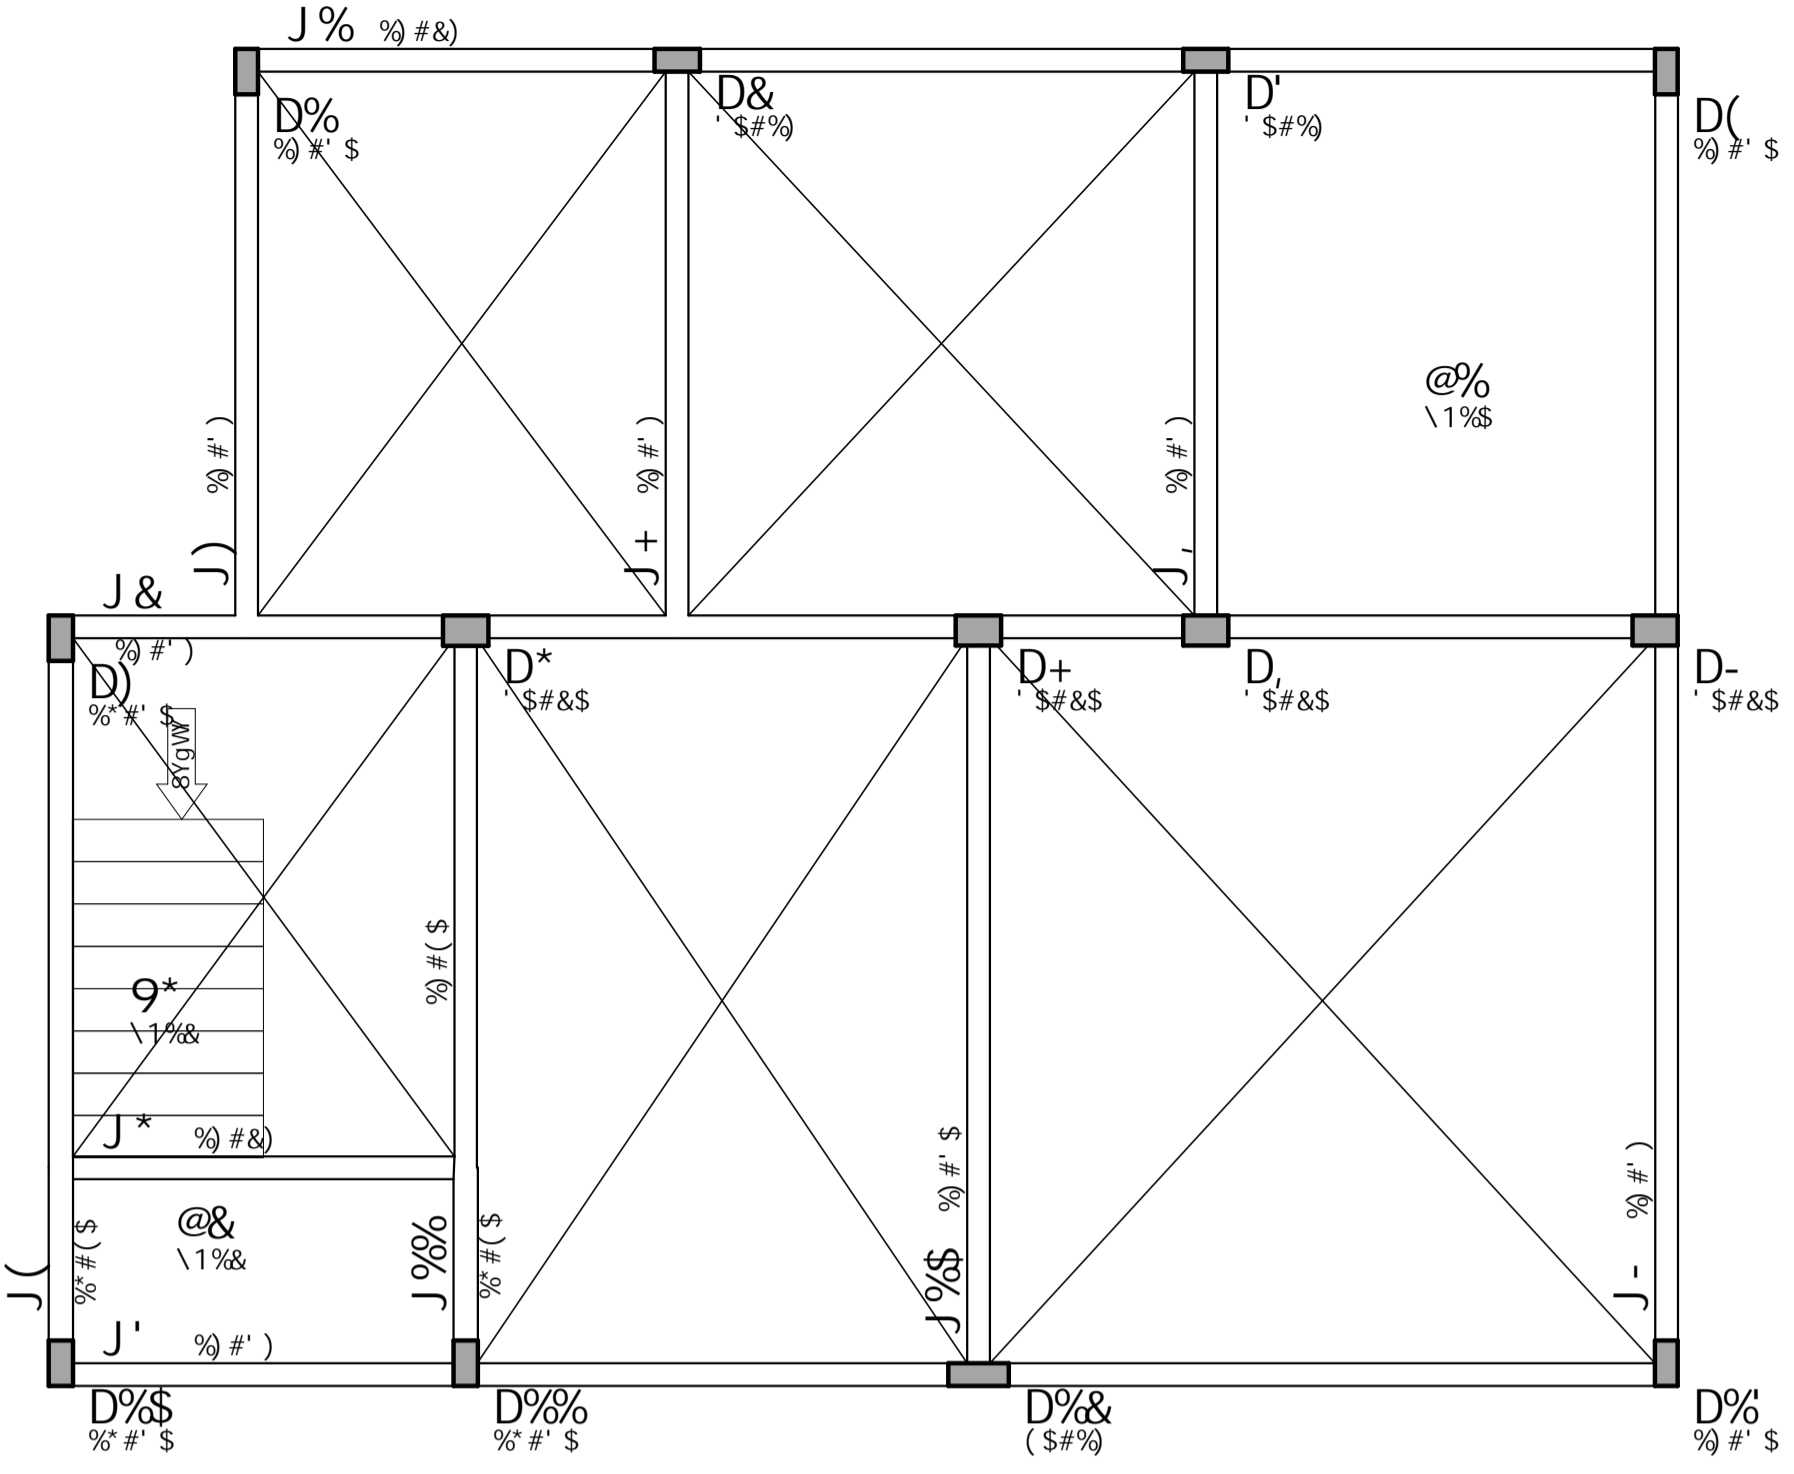 J% %)#&)
D%
%)#'$
D&
'$#%)
D'
'$#%)
D(
%)#'$
@%
\1%$
J) %)#')
J+ %)#')
J, %)#')
J&
%)#')
D)
%*#'$
D*
'$#&$
D+
'$#&$
D,
'$#&$
D-
'$#&$
8YgW
9*
\1%&
%)#($
J* %)#&)
@&
\1%&
J( %*#($
J%% %*#($
J%$ %)#'$
J- %)#')
J' %)#')
D%$
%*#'$
D%%
%*#'$
D%&
($#%)
D%'
%)#'$